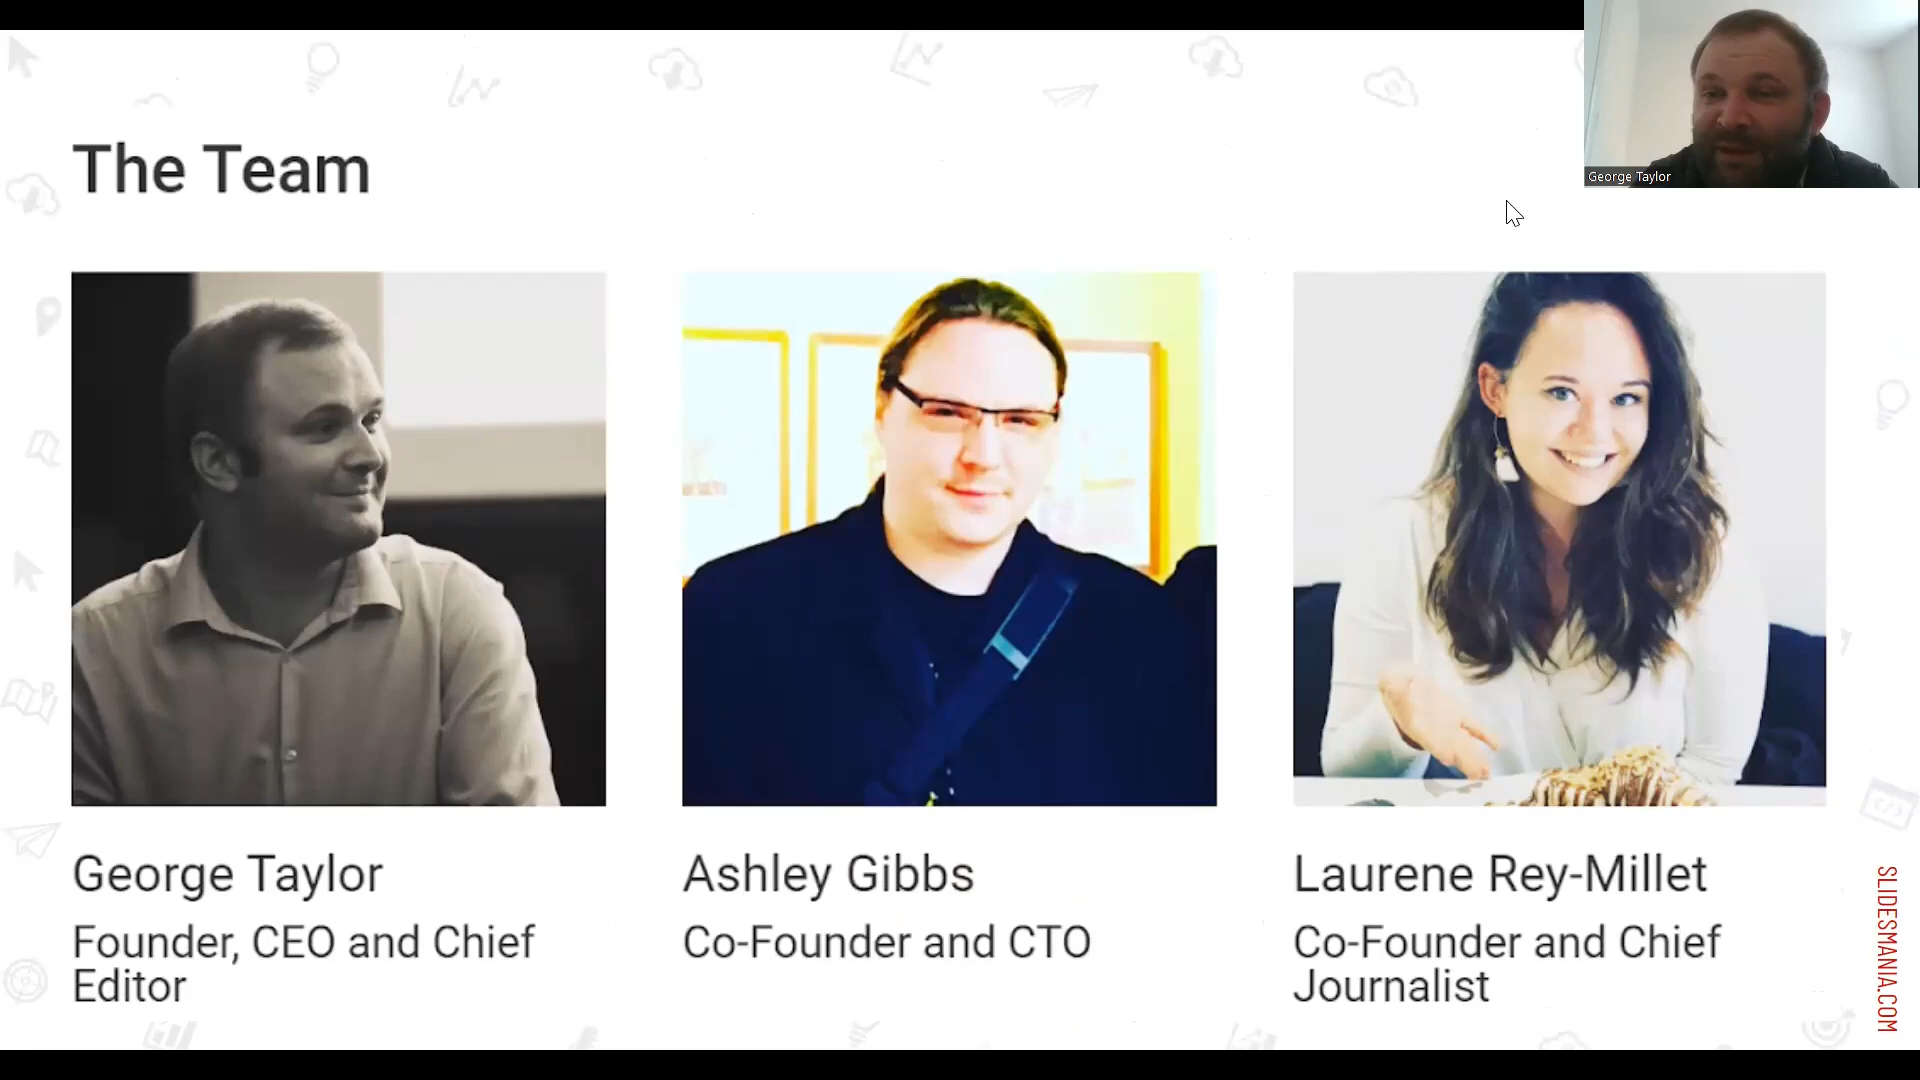 George Taylor
The Team
George Taylor
Founder, CEO and Chief
Editor
Ashley Gibbs
Co-Founder and CTO
Laurene Rey-Millet
Co-Founder and Chief
Journalist
SLIDESMANIA.COM